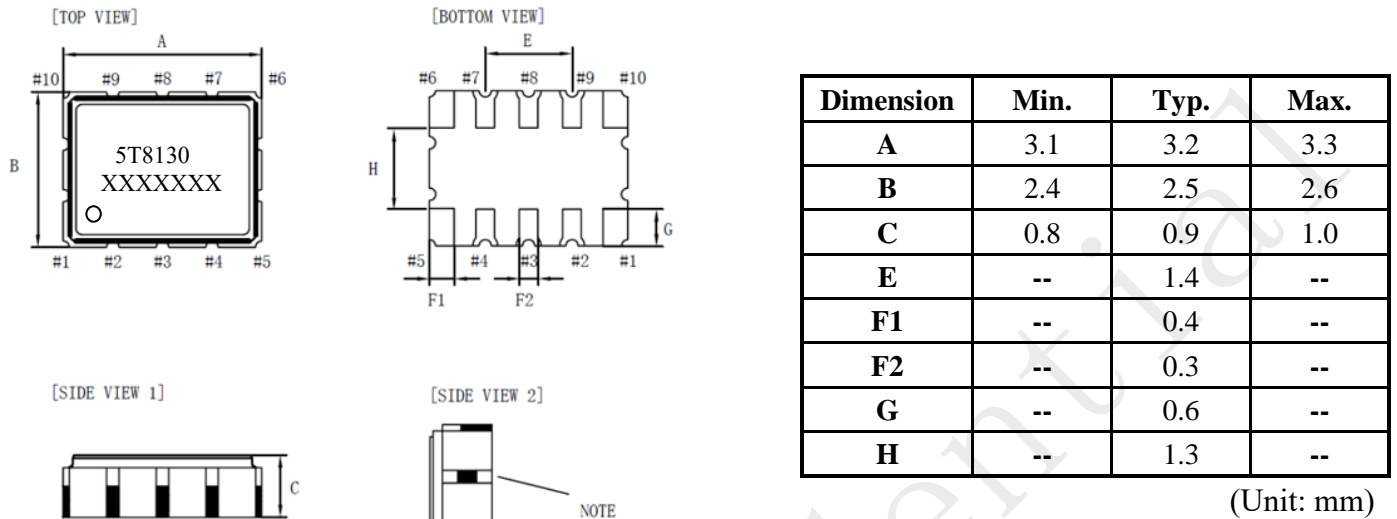 [TOP VIEW]
A
#10 #9 #8 #7 #6
B
5T8130
XXXXXXX
#1 #2 #3 #4 #5
[BOTTOM VIEW]
E
#6 #7 #8 #9 #10
H
G
#5 #4 #3 #2 #1
F1 F2
[SIDE VIEW 1]
C
[SIDE VIEW 2]
NOTE
Dimension Min. Typ. Max.
A 3.1 3.2 3.3
B 2.4 2.5 2.6
C 0.8 0.9 1.0
E -- 1.4 --
F1 -- 0.4 --
F2 -- 0.3 --
G -- 0.6 --
H -- 1.3 --
(Unit: mm)
dential